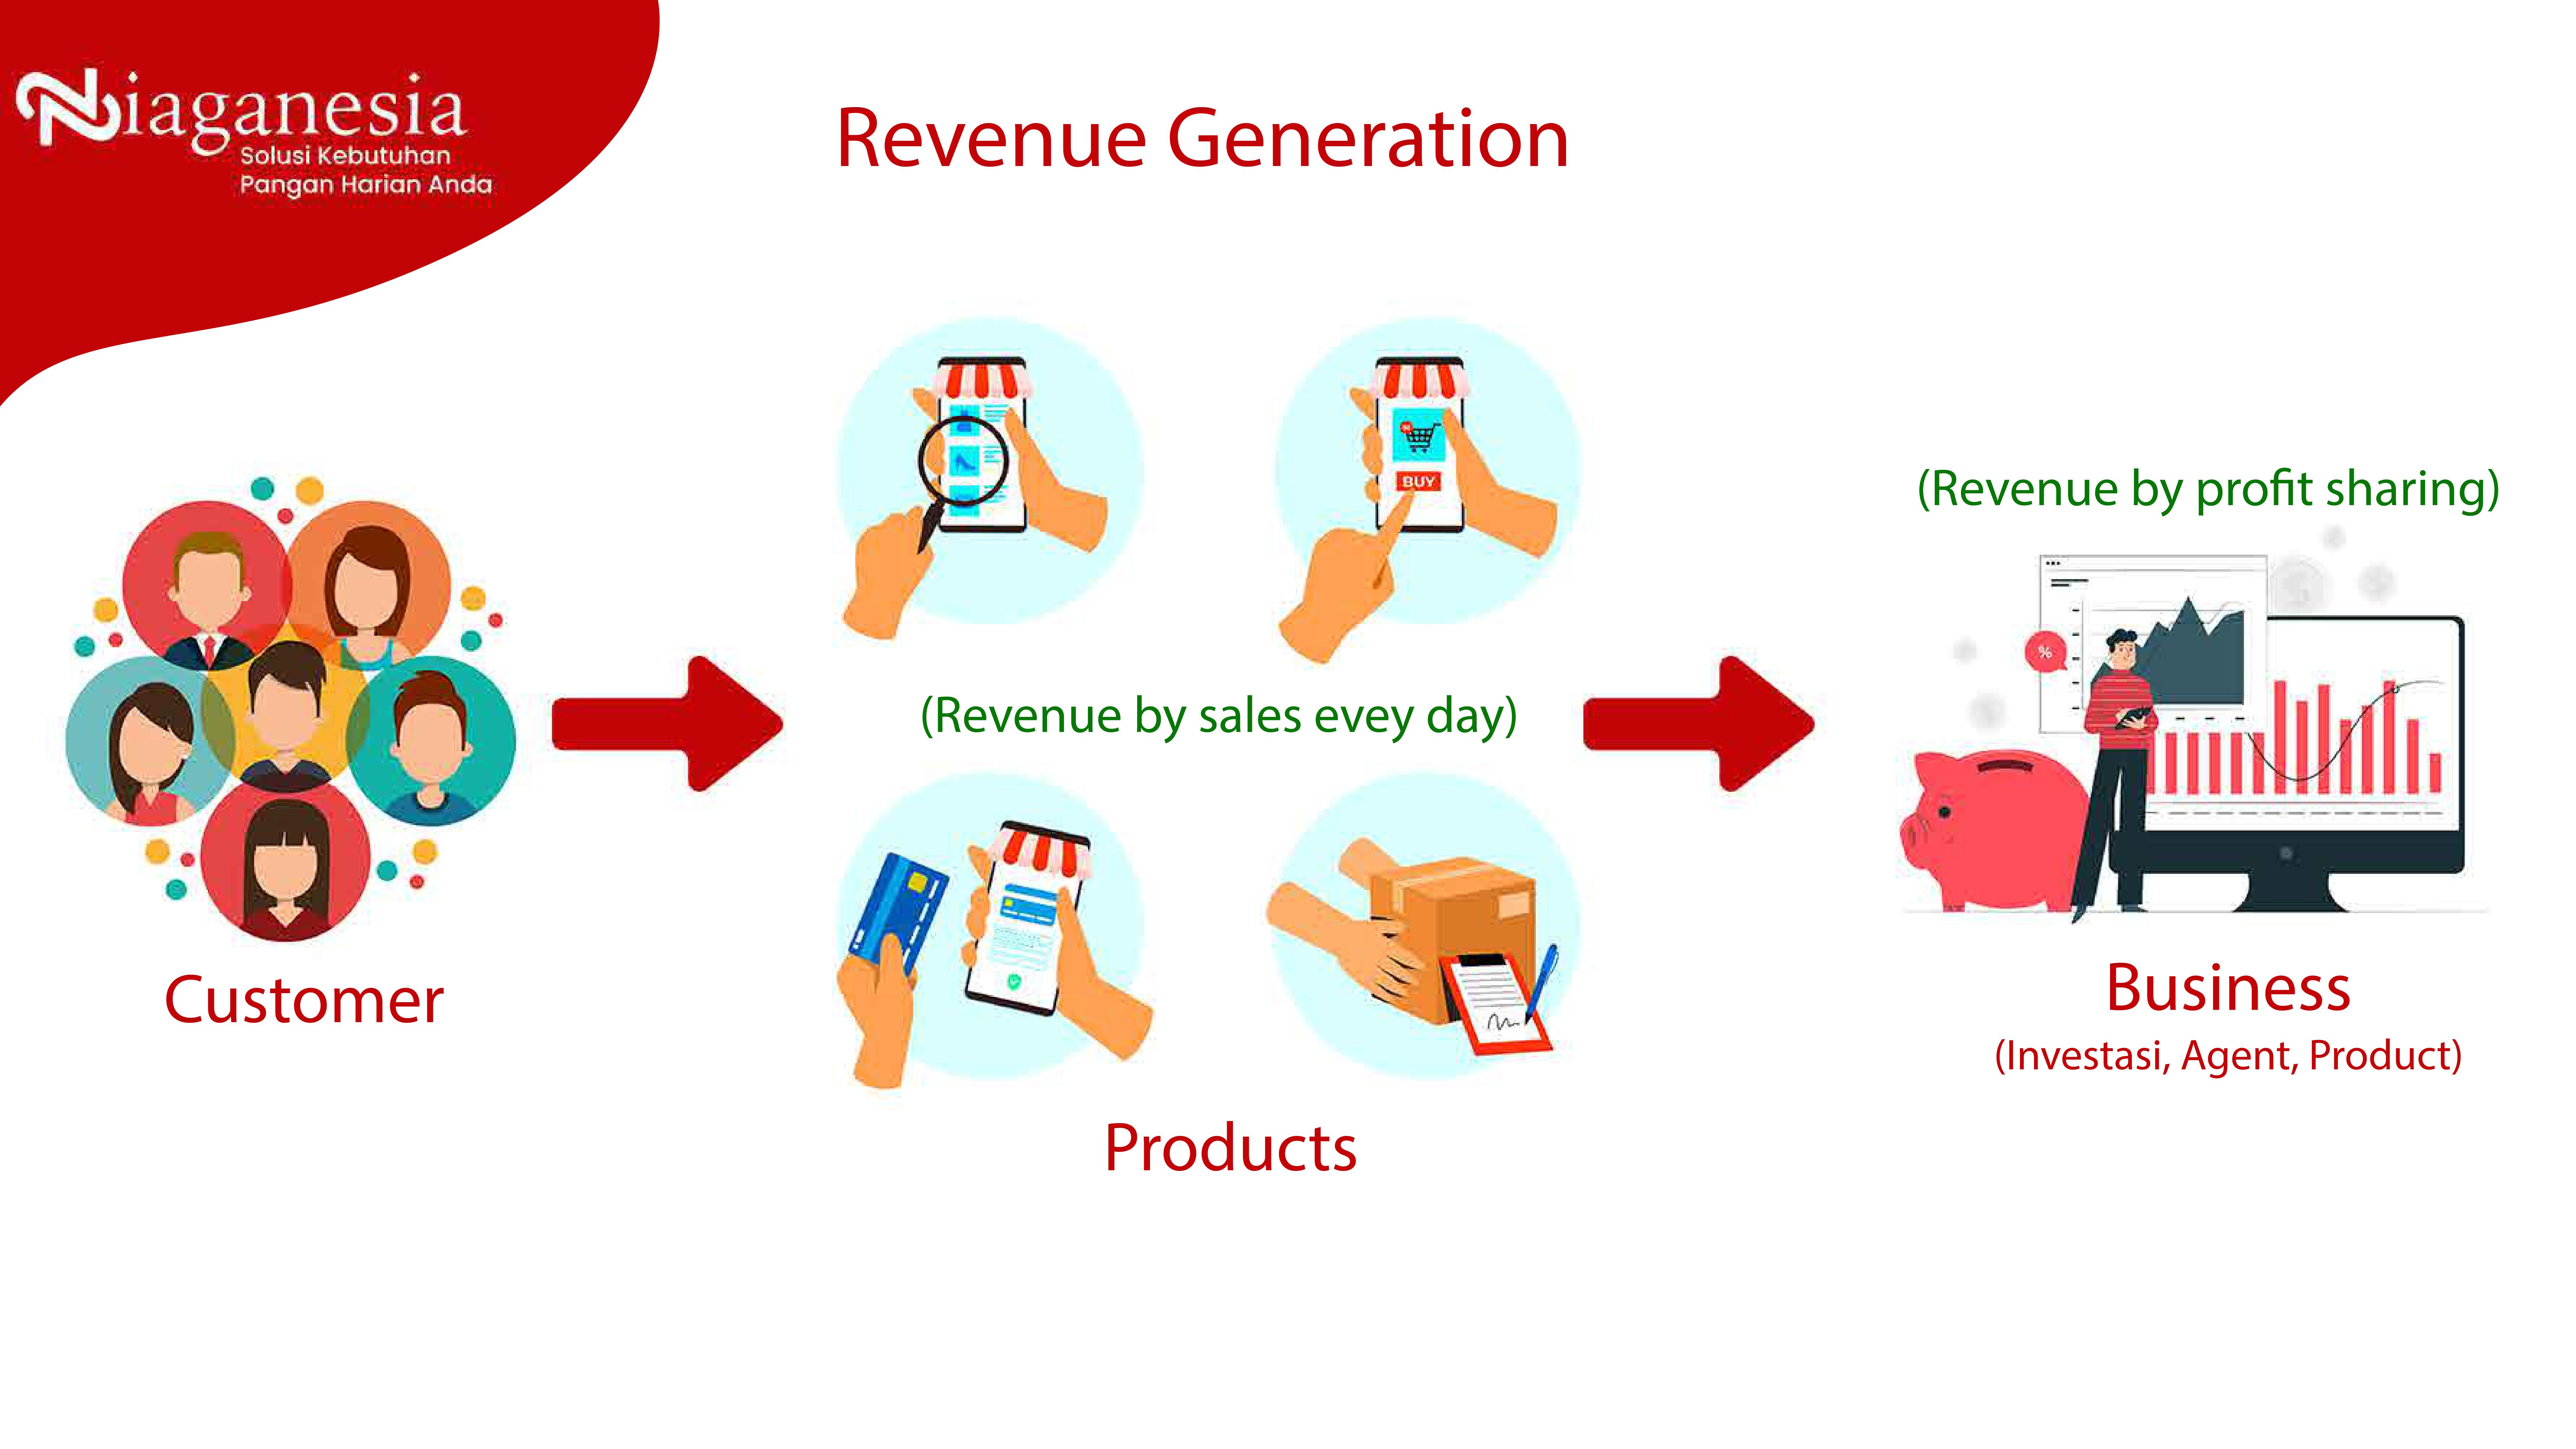 Niaganesia
Solusi Kebutuhan
Pangan Harian Anda
Revenue Generation
BUY
(Revenue by sales evey day)
(Revenue by profit sharing)
%
Customer
Products
Business
(Investasi, Agent, Product)